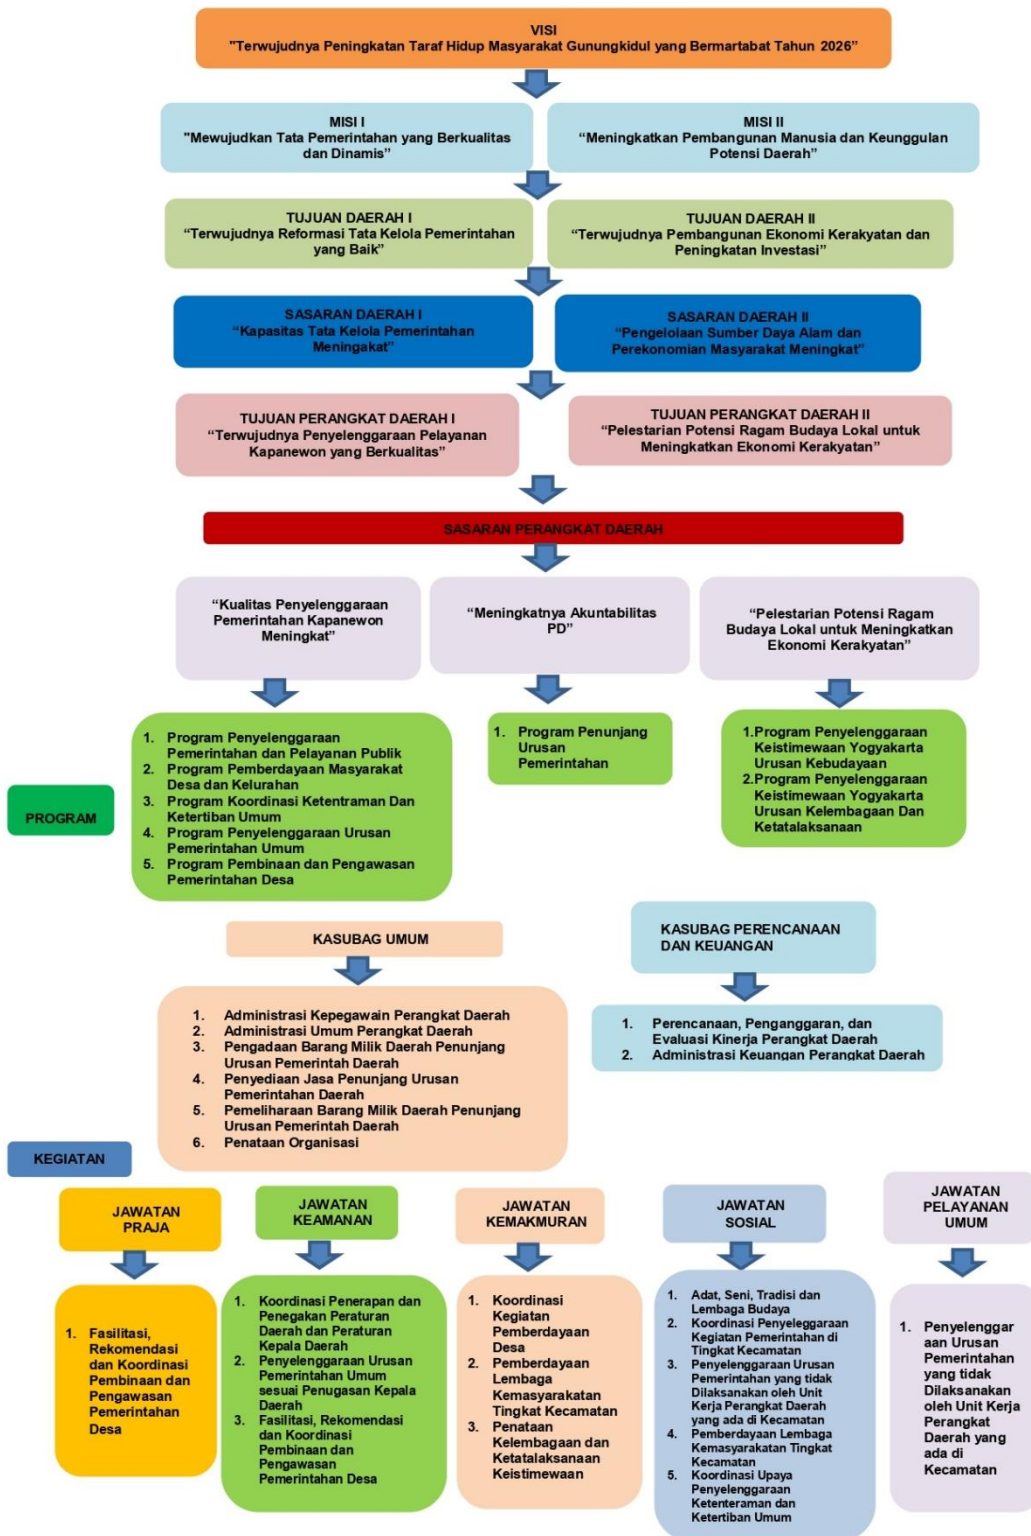 VISI
"Terwujudnya Peningkatan Taraf Hidup Masyarakat Gunungkidul yang Bermartabat Tahun 2026”
MISI I
"Mewujudkan Tata Pemerintahan yang Berkualitas
dan Dinamis”
MISI II
“Meningkatkan Pembangunan Manusia dan Keunggulan
Potensi Daerah”
TUJUAN DAERAH I
“Terwujudnya Reformasi Tata Kelola Pemerintahan
yang Baik”
TUJUAN DAERAH II
“Terwujudnya Pembangunan Ekonomi Kerakyatan dan
Peningkatan Investasi”
SASARAN DAERAH I
“Kapasitas Tata Kelola Pemerintahan
Meningakat”
SASARAN DAERAH II
“Pengelolaan Sumber Daya Alam dan
Perekonomian Masyarakat Meningkat”
TUJUAN PERANGKAT DAERAH I
“Terwujudnya Penyelenggaraan Pelayanan
Kapanewon yang Berkualitas”
TUJUAN PERANGKAT DAERAH II
“Pelestarian Potensi Ragam Budaya Lokal untuk
Meningkatkan Ekonomi Kerakyatan”
SASARAN PERANGKAT DAERAH
“Kualitas Penyelenggaraan
Pemerintahan Kapanewon
Meningkat”
“Meningkatnya Akuntabilitas
PD”
“Pelestarian Potensi Ragam
Budaya Lokal untuk Meningkatkan
Ekonomi Kerakyatan”
PROGRAM
1. Program Penyelenggaraan
Pemerintahan dan Pelayanan Publik
2. Program Pemberdayaan Masyarakat
Desa dan Kelurahan
3. Program Koordinasi Ketentraman Dan
Ketertiban Umum
4. Program Penyelenggaraan Urusan
Pemerintahan Umum
5. Program Pembinaan dan Pengawasan
Pemerintahan Desa
1. Program Penunjang
Urusan
Pemerintahan
1.Program Penyelenggaraan
Keistimewaan Yogyakarta
Urusan Kebudayaan
2.Program Penyelenggaraan
Keistimewaan Yogyakarta
Urusan Kelembagaan Dan
Ketatalaksanaan
KASUBAG UMUM
1. Administrasi Kepegawain Perangkat Daerah
2. Administrasi Umum Perangkat Daerah
3. Pengadaan Barang Milik Daerah Penunjang
Urusan Pemerintah Daerah
4. Penyediaan Jasa Penunjang Urusan
Pemerintahan Daerah
5. Pemeliharaan Barang Milik Daerah Penunjang
Urusan Pemerintah Daerah
6. Penataan Organisasi
KASUBAG PERENCANAAN
DAN KEUANGAN
1. Perencanaan, Penganggaran, dan
Evaluasi Kinerja Perangkat Daerah
2. Administrasi Keuangan Perangkat Daerah
KEGIATAN
JAWATAN
PRAJA
1. Fasilitasi,
Rekomendasi
dan Koordinasi
Pembinaan dan
Pengawasan
Pemerintahan
Desa
JAWATAN
KEAMANAN
1. Koordinasi Penerapan dan
Penegakan Peraturan
Daerah dan Peraturan
Kepala Daerah
2. Penyelenggaraan Urusan
Pemerintahan Umum
sesuai Penugasan Kepala
Daerah
3. Fasilitasi, Rekomendasi
dan Koordinasi
Pembinaan dan
Pengawasan
Pemerintahan Desa
JAWATAN
KEMAKMURAN
1. Koordinasi
Kegiatan
Pemberdayaan
Desa
2. Pemberdayaan
Lembaga
Kemasyarakatan
Tingkat Kecamatan
3. Penataan
Kelembagaan dan
Ketatalaksanaan
Keistimewaan
JAWATAN
SOSIAL
1. Adat, Seni, Tradisi dan
Lembaga Budaya
2. Koordinasi Penyeleggaraan
Kegiatan Pemerintahan di
Tingkat Kecamatan
3. Penyelenggaraan Urusan
Pemerintahan yang tidak
Dilaksanakan oleh Unit
Kerja Perangkat Daerah
yang ada di Kecamatan
4. Pemberdayaan Lembaga
Kemasyarakatan Tingkat
Kecamatan
5. Koordinasi Upaya
Penyelenggaraan
Ketenteraman dan
Ketertiban Umum
JAWATAN
PELAYANAN
UMUM
1. Penyelenggar
aan Urusan
Pemerintahan
yang tidak
Dilaksanakan
oleh Unit Kerja
Perangkat
Daerah yang
ada di
Kecamatan